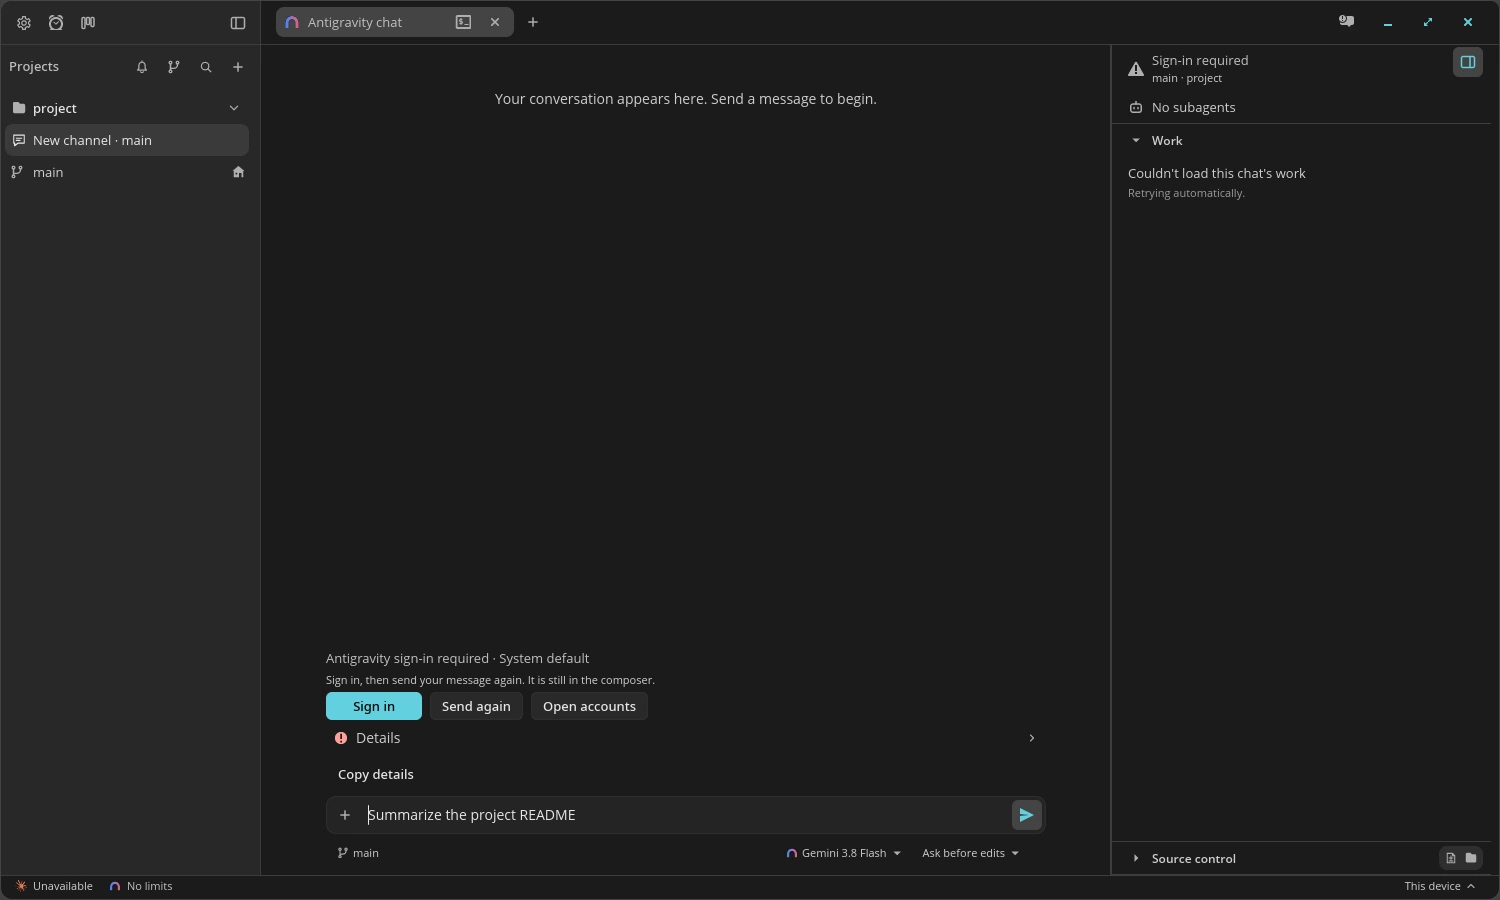 Antigravity chat
Projects
project
New channel · main
main
Your conversation appears here. Send a message to begin.
Antigravity sign-in required · System default
Sign in, then send your message again. It is still in the composer.
Sign in
Send again
Open accounts
Details
Copy details
Summarize the project README
main
Gemini 3.8 Flash
Ask before edits
Sign-in required
main · project
No subagents
Work
Couldn't load this chat's work
Retrying automatically.
Source control
Unavailable
No limits
This device